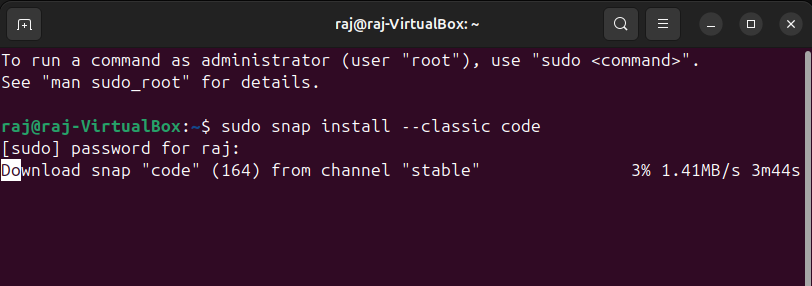 raj@raj-VirtualBox: ~
To run a command as administrator (user "root"), use "sudo <command>".
See "man sudo_root" for details.
raj@raj-VirtualBox:~$ sudo snap install --classic code
[sudo] password for raj:
Download snap "code" (164) from channel "stable" 3% 1.41MB/s 3m44s